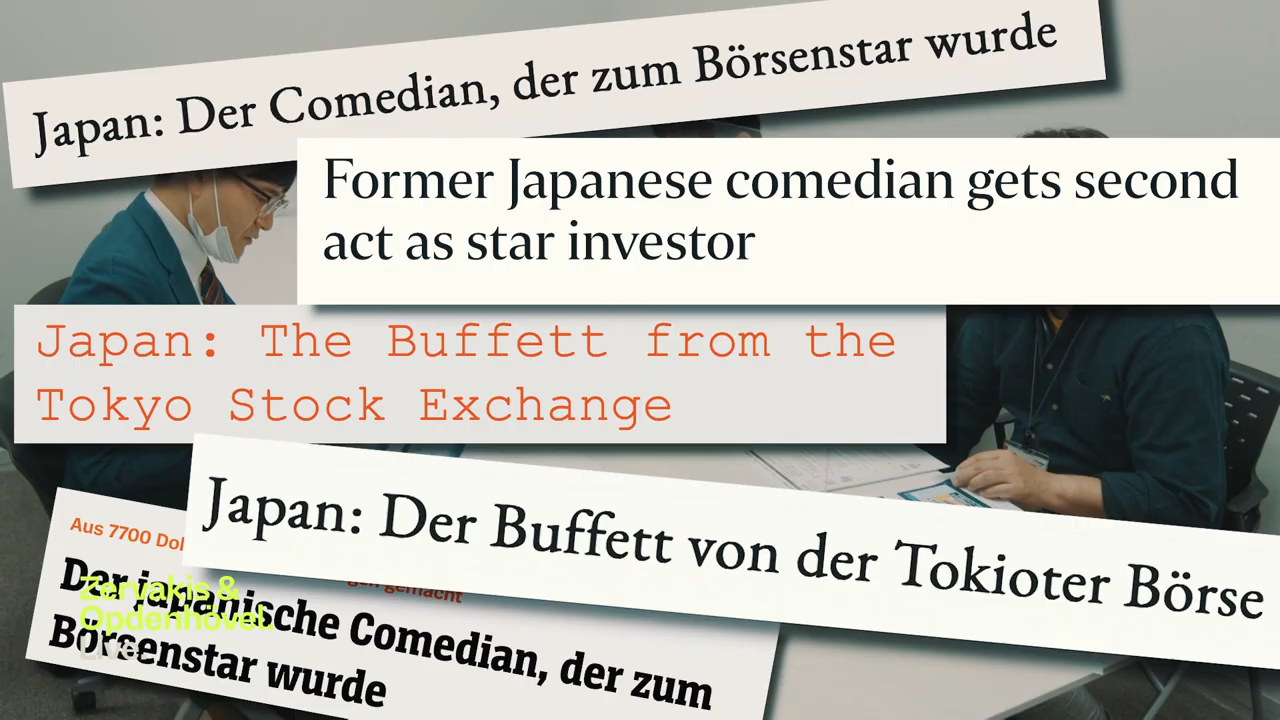 Japan: Der Comedian, der zum Börsenstar wurde
Former Japanese comedian gets second
act as star investor
Japan: The Buffett from the
Tokyo Stock Exchange
Japan: Der Buffett von der Tokioter Börse
Aus 7700
gemacht
Der japanische Comedian, der zum
Börsenstar wurde
Zervakis &
Opdenhövel.
Live.